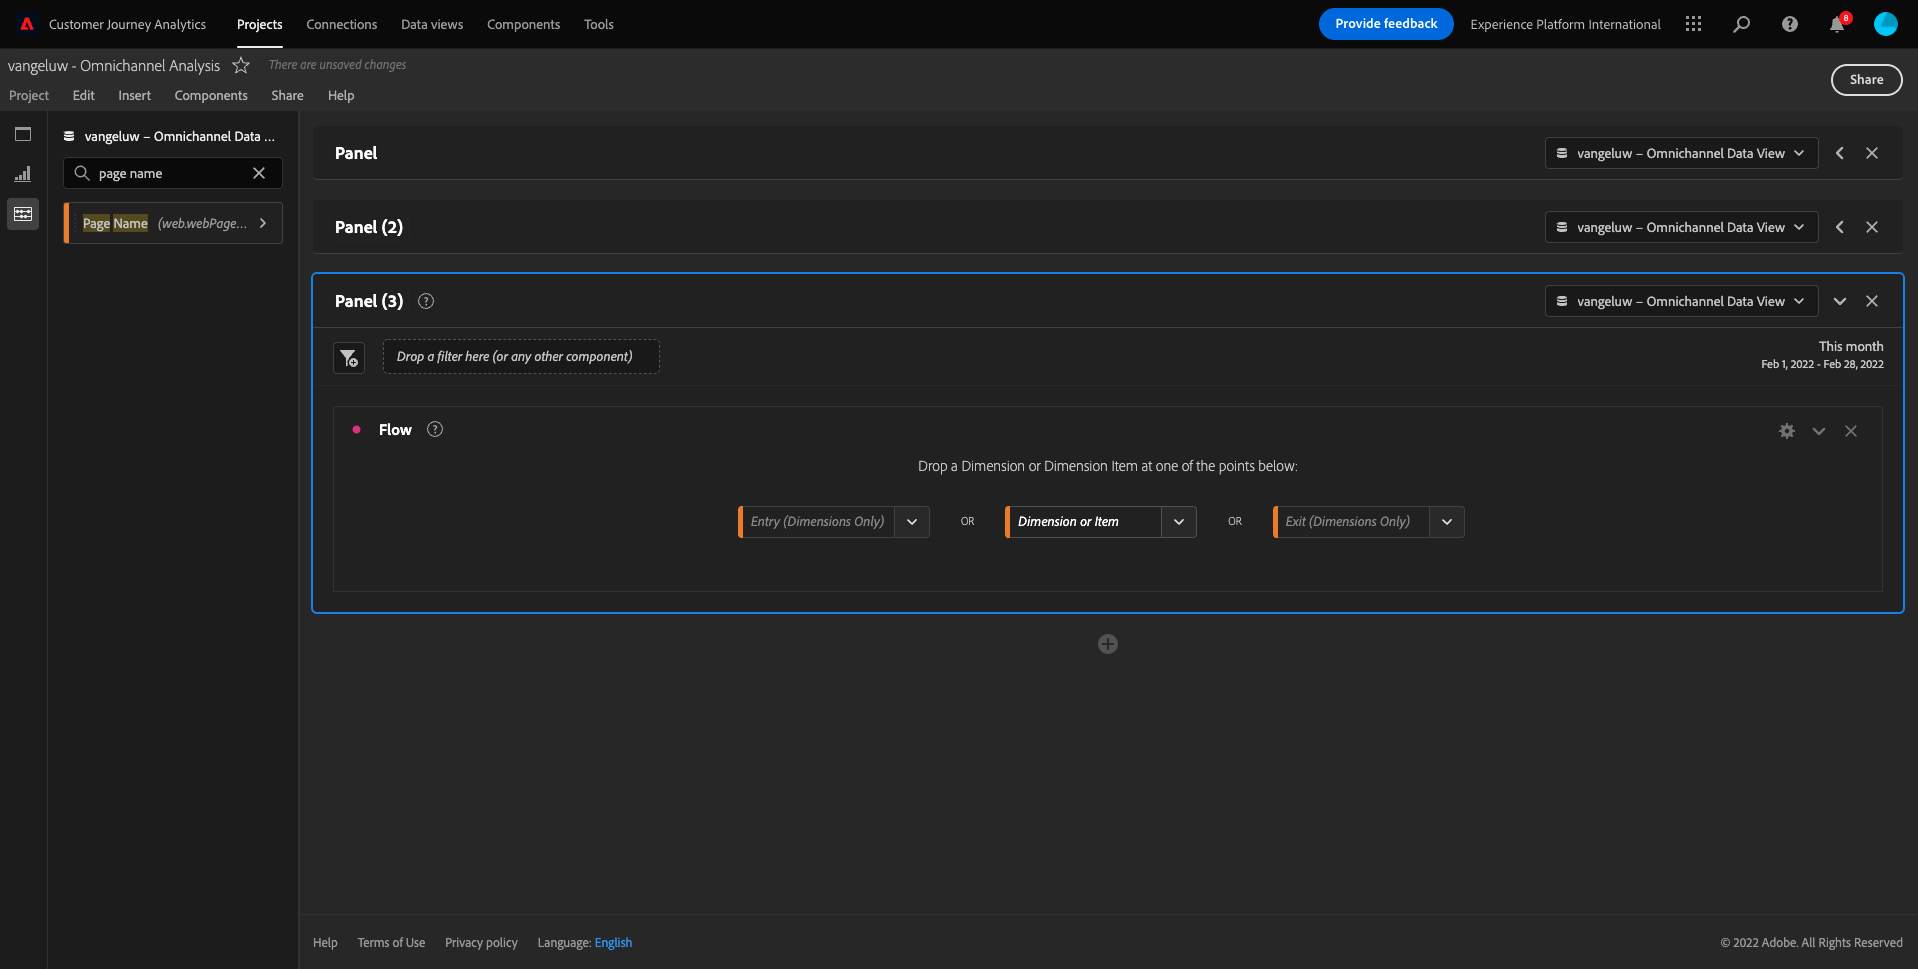 Customer Journey Analytics Projects Connections Data views Components Tools Provide feedback Experience Platform International 8
vangeluw - Omnichannel Analysis There are unsaved changes
Share
Project Edit Insert Components Share Help
vangeluw – Omnichannel Data ...
page name
Page Name (web.webPage...
Panel vangeluw – Omnichannel Data View
Panel (2) vangeluw – Omnichannel Data View
Panel (3) ? vangeluw – Omnichannel Data View
Drop a filter here (or any other component)
This month
Feb 1, 2022 - Feb 28, 2022
Flow ?
Drop a Dimension or Dimension Item at one of the points below:
Entry (Dimensions Only) OR Dimension or Item OR Exit (Dimensions Only)
Help Terms of Use Privacy policy Language: English © 2022 Adobe. All Rights Reserved